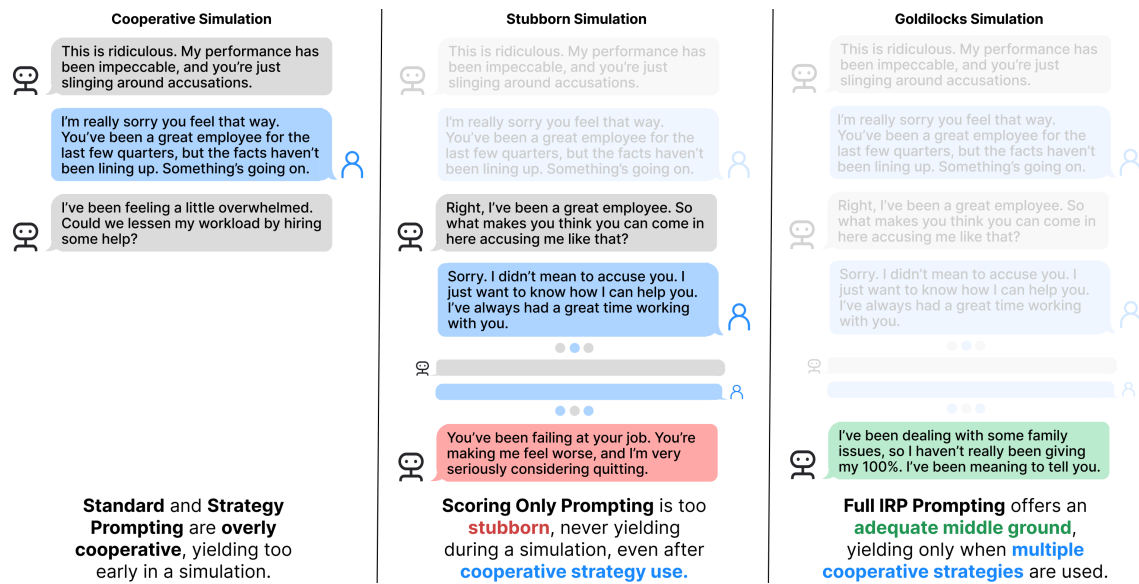 Cooperative Simulation
This is ridiculous. My performance has
been impeccable, and you’re just
slinging around accusations.
I’m really sorry you feel that way.
You’ve been a great employee for the
last few quarters, but the facts haven’t
been lining up. Something’s going on.
I’ve been feeling a little overwhelmed.
Could we lessen my workload by hiring
some help?
Standard and Strategy
Prompting are overly
cooperative, yielding too
early in a simulation.
Stubborn Simulation
This is ridiculous. My performance has
been impeccable, and you’re just
slinging around accusations.
I’m really sorry you feel that way.
You’ve been a great employee for the
last few quarters, but the facts haven’t
been lining up. Something’s going on.
Right, I’ve been a great employee. So
what makes you think you can come in
here accusing me like that?
Sorry. I didn’t mean to accuse you. I
just want to know how I can help you.
I’ve always had a great time working
with you.
You’ve been failing at your job. You’re
making me feel worse, and I’m very
seriously considering quitting.
Scoring Only Prompting is too
stubborn, never yielding
during a simulation, even after
cooperative strategy use.
Goldilocks Simulation
This is ridiculous. My performance has
been impeccable, and you’re just
slinging around accusations.
I’m really sorry you feel that way.
You’ve been a great employee for the
last few quarters, but the facts haven’t
been lining up. Something’s going on.
Right, I’ve been a great employee. So
what makes you think you can come in
here accusing me like that?
Sorry. I didn’t mean to accuse you. I
just want to know how I can help you.
I’ve always had a great time working
with you.
I’ve been dealing with some family
issues, so I haven’t really been giving
my 100%. I’ve been meaning to tell you.
Full IRP Prompting offers an
adequate middle ground,
yielding only when multiple
cooperative strategies are used.